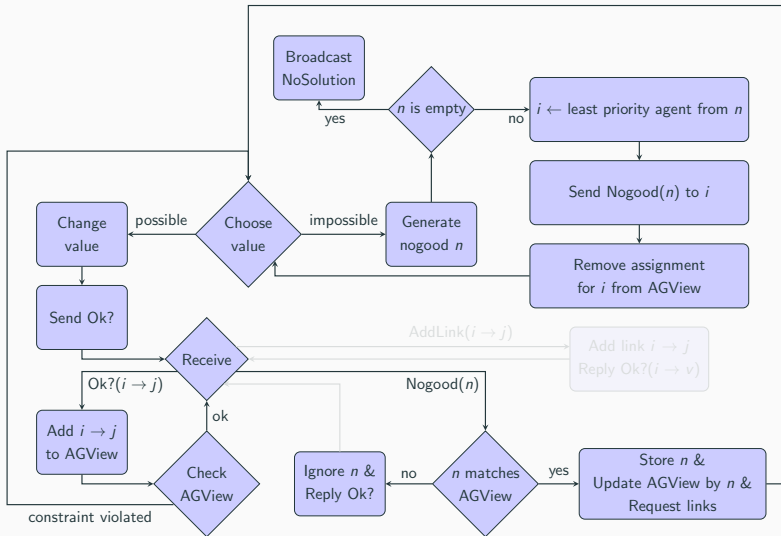 Broadcast
NoSolution
n is empty
i ← least priority agent from n
yes
no
Send Nogood(n) to i
Change
value
possible
Choose
value
impossible
Generate
nogood n
Remove assignment
for i from AGView
Send Ok?
Receive
AddLink(i → j)
Add link i → j
Reply Ok?(i → v)
Ok?(i → j)
Nogood(n)
ok
Add i → j
to AGView
Check
AGView
Ignore n &
Reply Ok?
no
n matches
AGView
yes
Store n &
Update AGView by n &
Request links
constraint violated